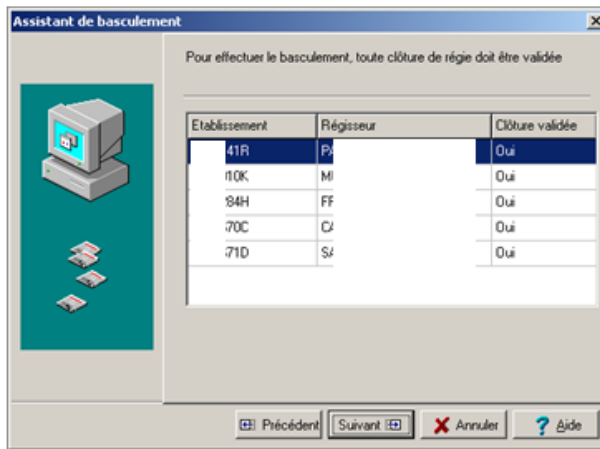 Assistant de basculement
Pour effectuer le basculement, toute clôture de régie doit être validée
Etablissement Régisseur Clôture validée
41R PA Oui
10K MI Oui
84H FF Oui
70C CA Oui
71D SA Oui
Précédent Suivant Annuler ? Aide